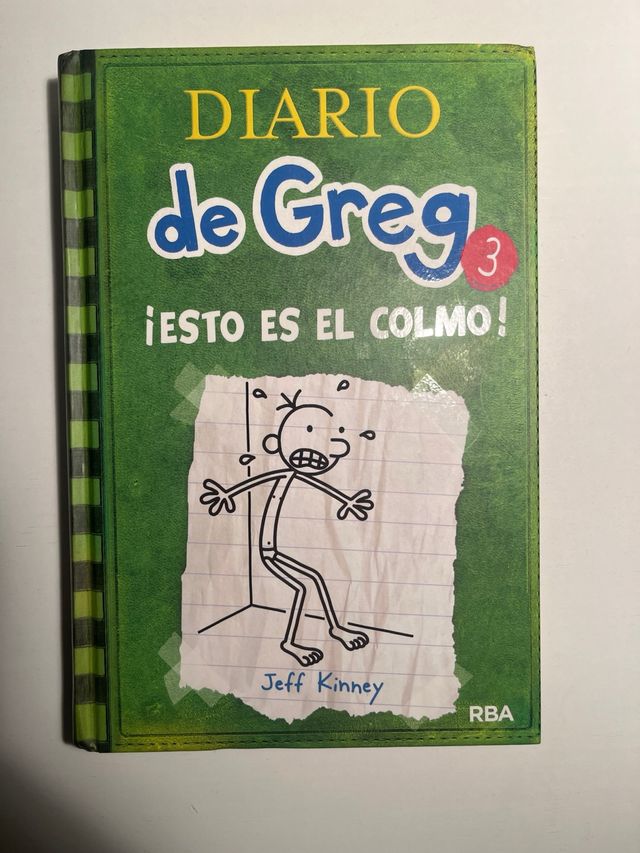 DIARIO
de Greg
3
¡ESTO ES EL COLMO!
Jeff Kinney
RBA